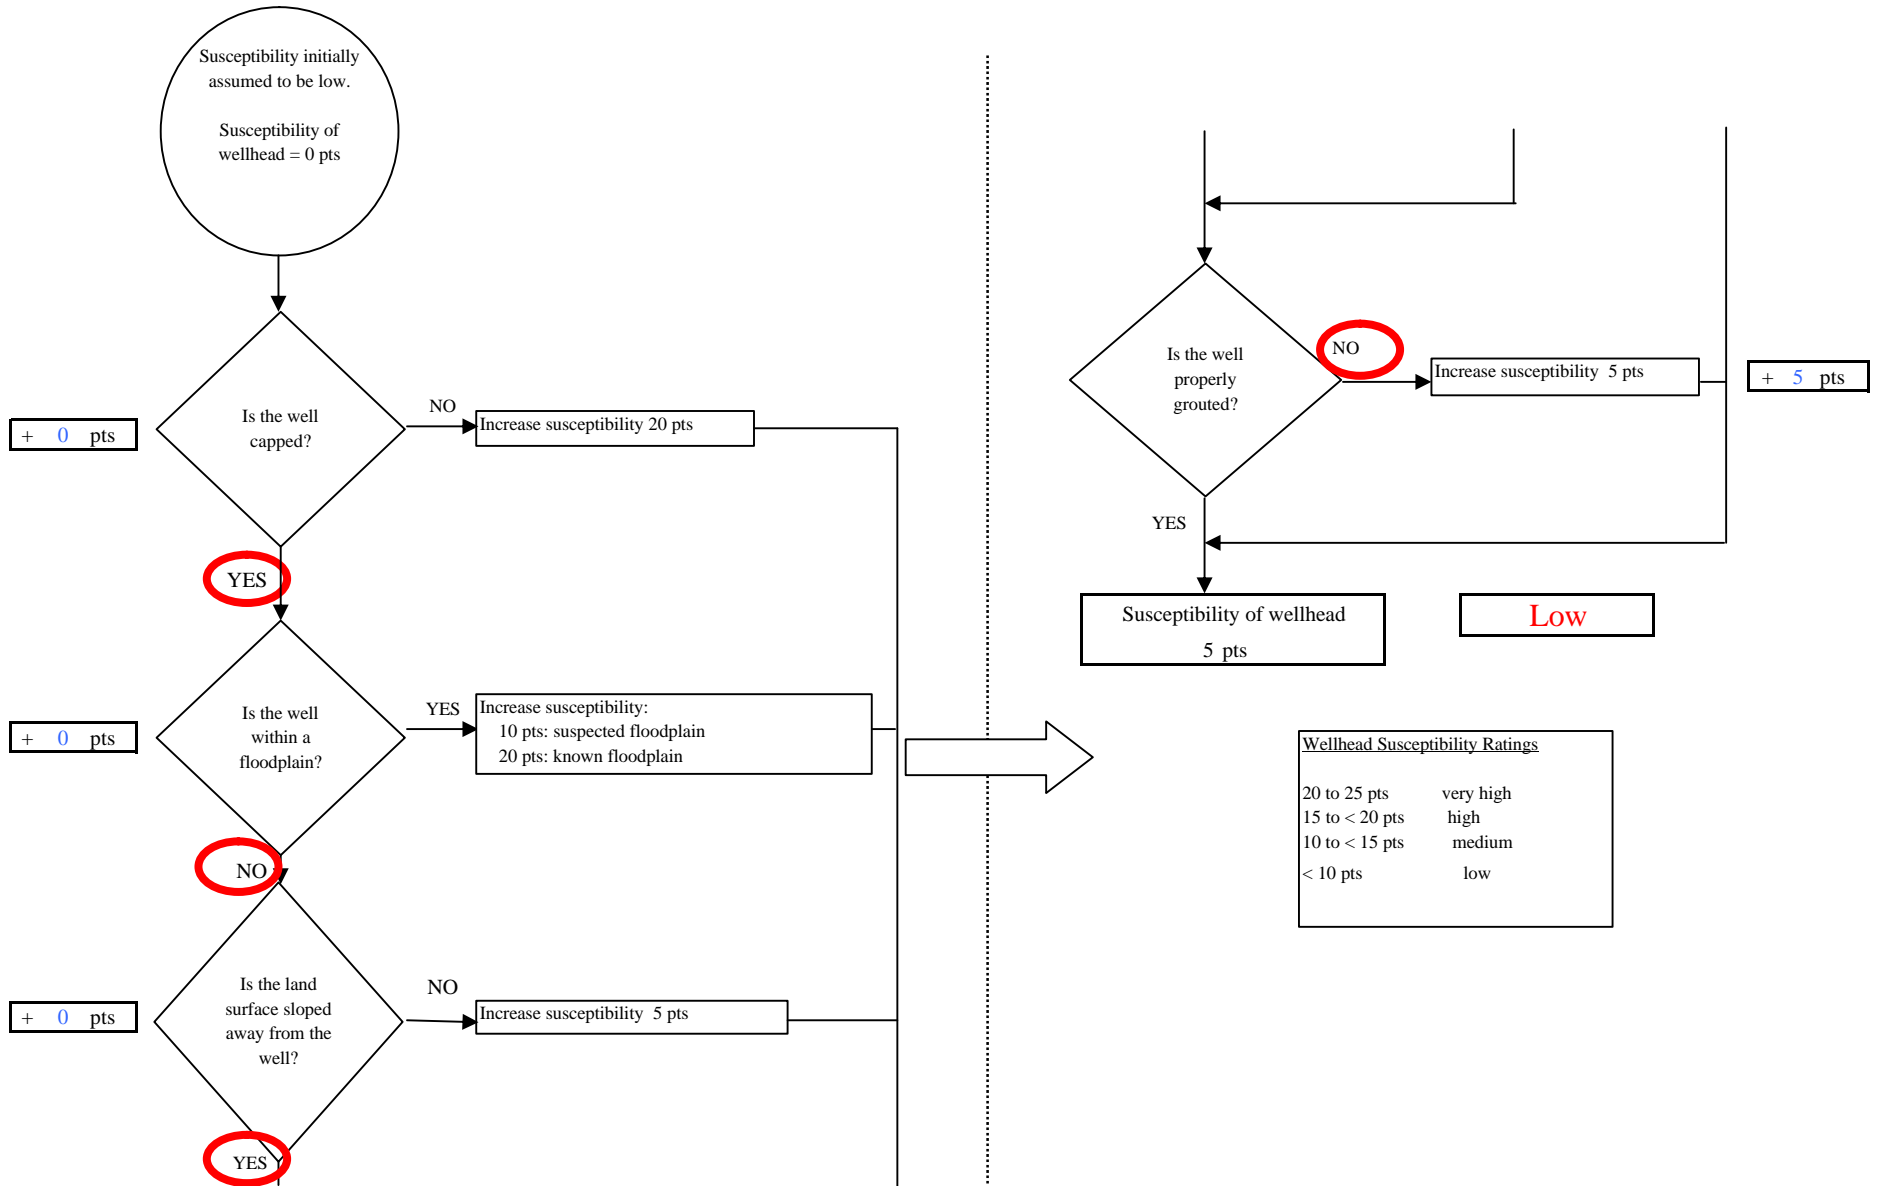 Susceptibility initially
assumed to be low.
Susceptibility of
wellhead = 0 pts
Is the well
capped?
NO
Increase susceptibility 20 pts
+ 0 pts
YES
Is the well
within a
floodplain?
YES
Increase susceptibility:
10 pts: suspected floodplain
20 pts: known floodplain
+ 0 pts
NO
Is the land
surface sloped
away from the
well?
NO
Increase susceptibility 5 pts
+ 0 pts
YES
Is the well
properly
grouted?
NO
Increase susceptibility 5 pts
+ 5 pts
YES
Susceptibility of wellhead
5 pts
Low
Wellhead Susceptibility Ratings
20 to 25 pts very high
15 to < 20 pts high
10 to < 15 pts medium
< 10 pts low